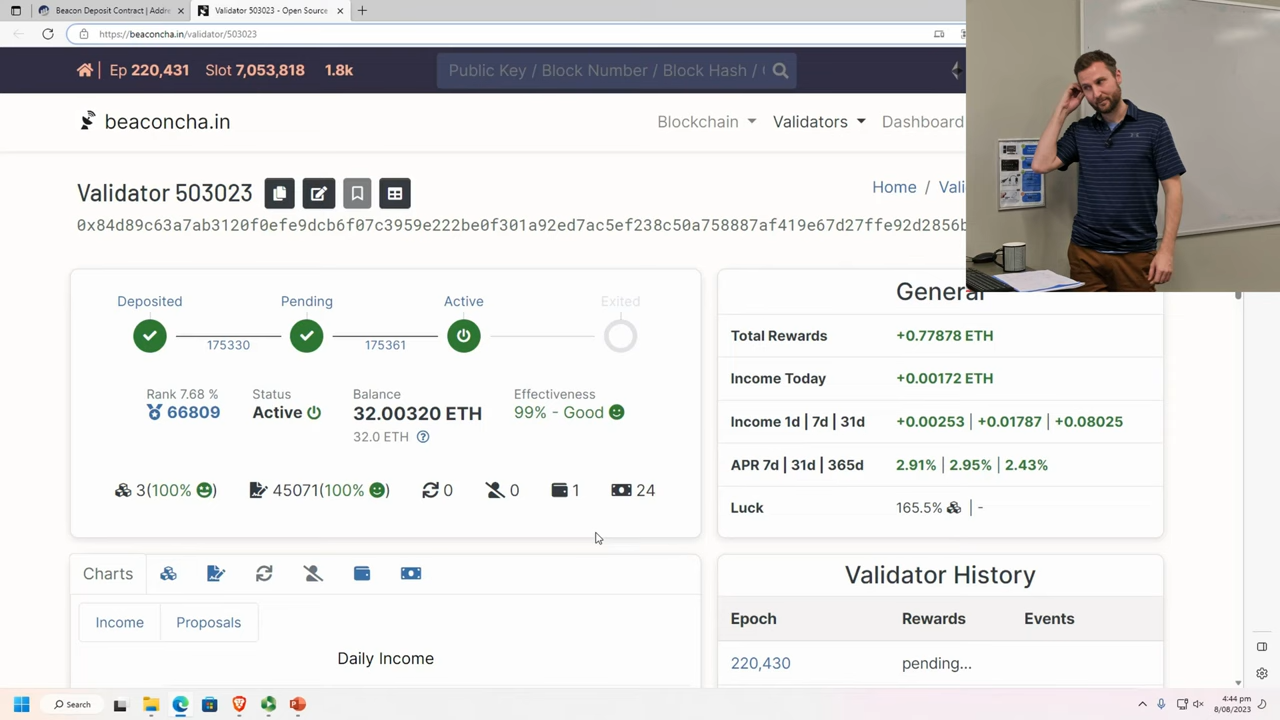 Beacon Deposit Contract | Addre
Validator 503023 - Open Source
https://beaconcha.in/validator/503023
Ep 220,431 Slot 7,053,818 1.8k
Public Key / Block Number / Block Hash /
beaconcha.in
Blockchain Validators Dashboard
Validator 503023
Home / Vali
0x84d89c63a7ab3120f0efe9dcb6f07c3959e222be0f301a92ed7ac5ef238c50a758887af419e67d27ffe92d2856b
Deposited Pending Active Exited
175330 175361
Rank 7.68 % Status Balance Effectiveness
66809 Active 32.00320 ETH 99% - Good
32.0 ETH
3(100% ) 45071(100% ) 0 0 1 24
General
Total Rewards +0.77878 ETH
Income Today +0.00172 ETH
Income 1d | 7d | 31d +0.00253 | +0.01787 | +0.08025
APR 7d | 31d | 365d 2.91% | 2.95% | 2.43%
Luck 165.5% | -
Charts
Income Proposals
Daily Income
Validator History
Epoch Rewards Events
220,430 pending...
Search
4:44 pm
8/08/2023